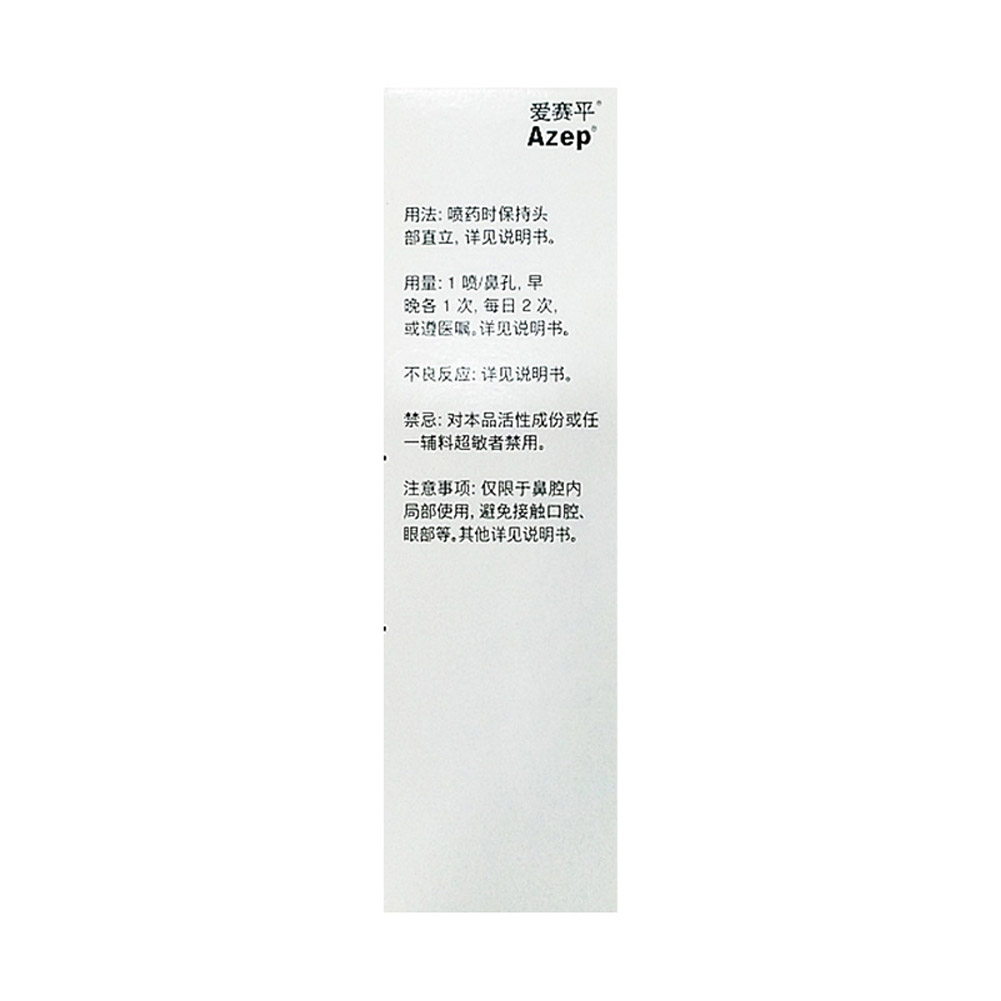 爱赛平®
Azep®
用法: 喷药时保持头
部直立, 详见说明书。
用量: 1 喷/鼻孔, 早
晚各 1 次, 每日 2 次,
或遵医嘱。详见说明书。
不良反应: 详见说明书。
禁忌: 对本品活性成份或任
一辅料超敏者禁用。
注意事项: 仅限于鼻腔内
局部使用, 避免接触口腔、
眼部等。其他详见说明书。